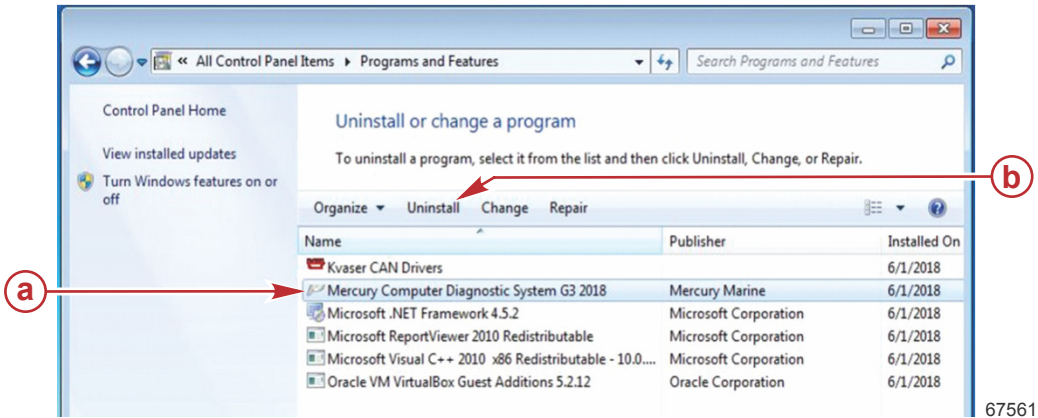 « All Control Panel Items ▸ Programs and Features
Search Programs and Features
Control Panel Home
View installed updates
Turn Windows features on or
off
Uninstall or change a program
To uninstall a program, select it from the list and then click Uninstall, Change, or Repair.
b
Organize Uninstall Change Repair
Name Publisher Installed On
Kvaser CAN Drivers 6/1/2018
a
Mercury Computer Diagnostic System G3 2018 Mercury Marine 6/1/2018
Microsoft .NET Framework 4.5.2 Microsoft Corporation 6/1/2018
Microsoft ReportViewer 2010 Redistributable Microsoft Corporation 6/1/2018
Microsoft Visual C++ 2010 x86 Redistributable - 10.0.... Microsoft Corporation 6/1/2018
Oracle VM VirtualBox Guest Additions 5.2.12 Oracle Corporation 6/1/2018
67561